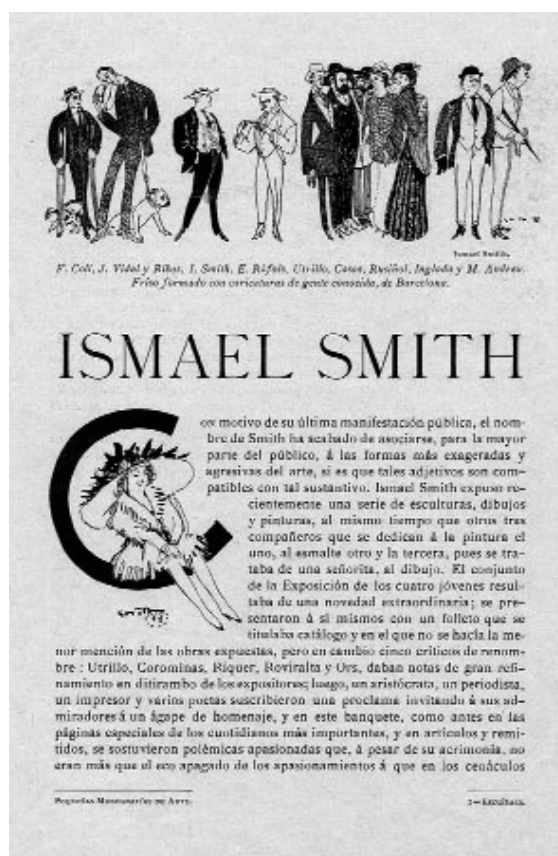 Ismael Smith.
F. Coll, J. Vidal y Ribas, I. Smith, E. Ráfols, Utrillo, Casas, Rusiñol, Inglada y M. Andreu.
Friso formado con caricaturas de gente conocida, de Barcelona.
ISMAEL SMITH
CON motivo de su última manifestación pública, el nom-
bre de Smith ha acabado de asociarse, para la mayor
parte del público, á las formas más exageradas y
agresivas del arte, si es que tales adjetivos son com-
patibles con tal sustantivo. Ismael Smith expuso re-
cientemente una serie de esculturas, dibujos
y pinturas, al mismo tiempo que otros tres
compañeros que se dedican á la pintura el
uno, al esmalte otro y la tercera, pues se tra-
taba de una señorita, al dibujo. El conjunto
de la Exposición de los cuatro jóvenes resul-
taba de una novedad extraordinaria; se pre-
sentaron á sí mismos con un folleto que se
titulaba catálogo y en el que no se hacía la me-
nor mención de las obras expuestas, pero en cambio cinco críticos de renom-
bre: Utrillo, Corominas, Riquer, Roviralta y Ors, daban notas de gran refi-
namiento en ditirambo de los expositores; luego, un aristócrata, un periodista,
un impresor y varios poetas suscribieron una proclama invitando á sus ad-
miradores á un ágape de homenaje, y en este banquete, como antes en las
páginas especiales de los cuotidianos más importantes, y en artículos y remi-
tidos, se sostuvieron polémicas apasionadas que, á pesar de su acrimonia, no
eran más que el eco apagado de los apasionamientos á que en los cenáculos
PEQUEÑAS MONOGRAFÍAS DE ARTE.
1—ESCULTURA.